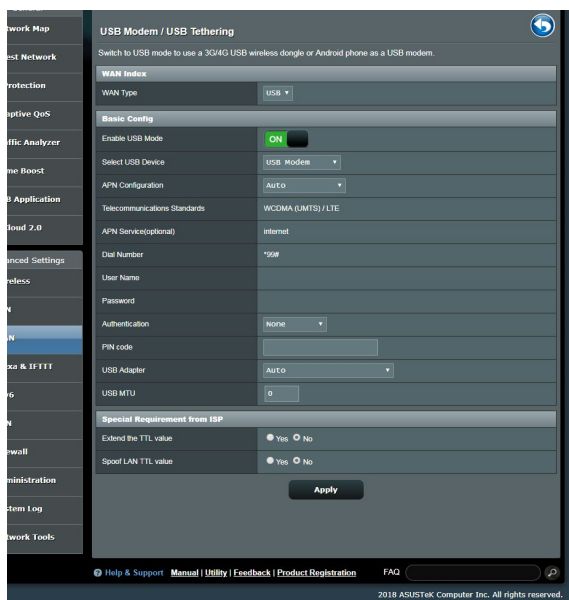 twork Map
est Network
rotection
aptive QoS
ffic Analyzer
me Boost
B Application
loud 2.0
anced Settings
reless
N
N
xa & IFTTT
v6
N
ewall
ministration
stem Log
twork Tools
USB Modem / USB Tethering
Switch to USB mode to use a 3G/4G USB wireless dongle or Android phone as a USB modem.
WAN Index
WAN Type USB
Basic Config
Enable USB Mode ON
Select USB Device USB Modem
APN Configuration Auto
Telecommunications Standards WCDMA (UMTS) / LTE
APN Service(optional) internet
Dial Number *99#
User Name
Password
Authentication None
PIN code
USB Adapter Auto
USB MTU 0
Special Requirement from ISP
Extend the TTL value Yes No
Spoof LAN TTL value Yes No
Apply
Help & Support Manual | Utility | Feedback | Product Registration FAQ
2018 ASUSTeK Computer Inc. All rights reserved.